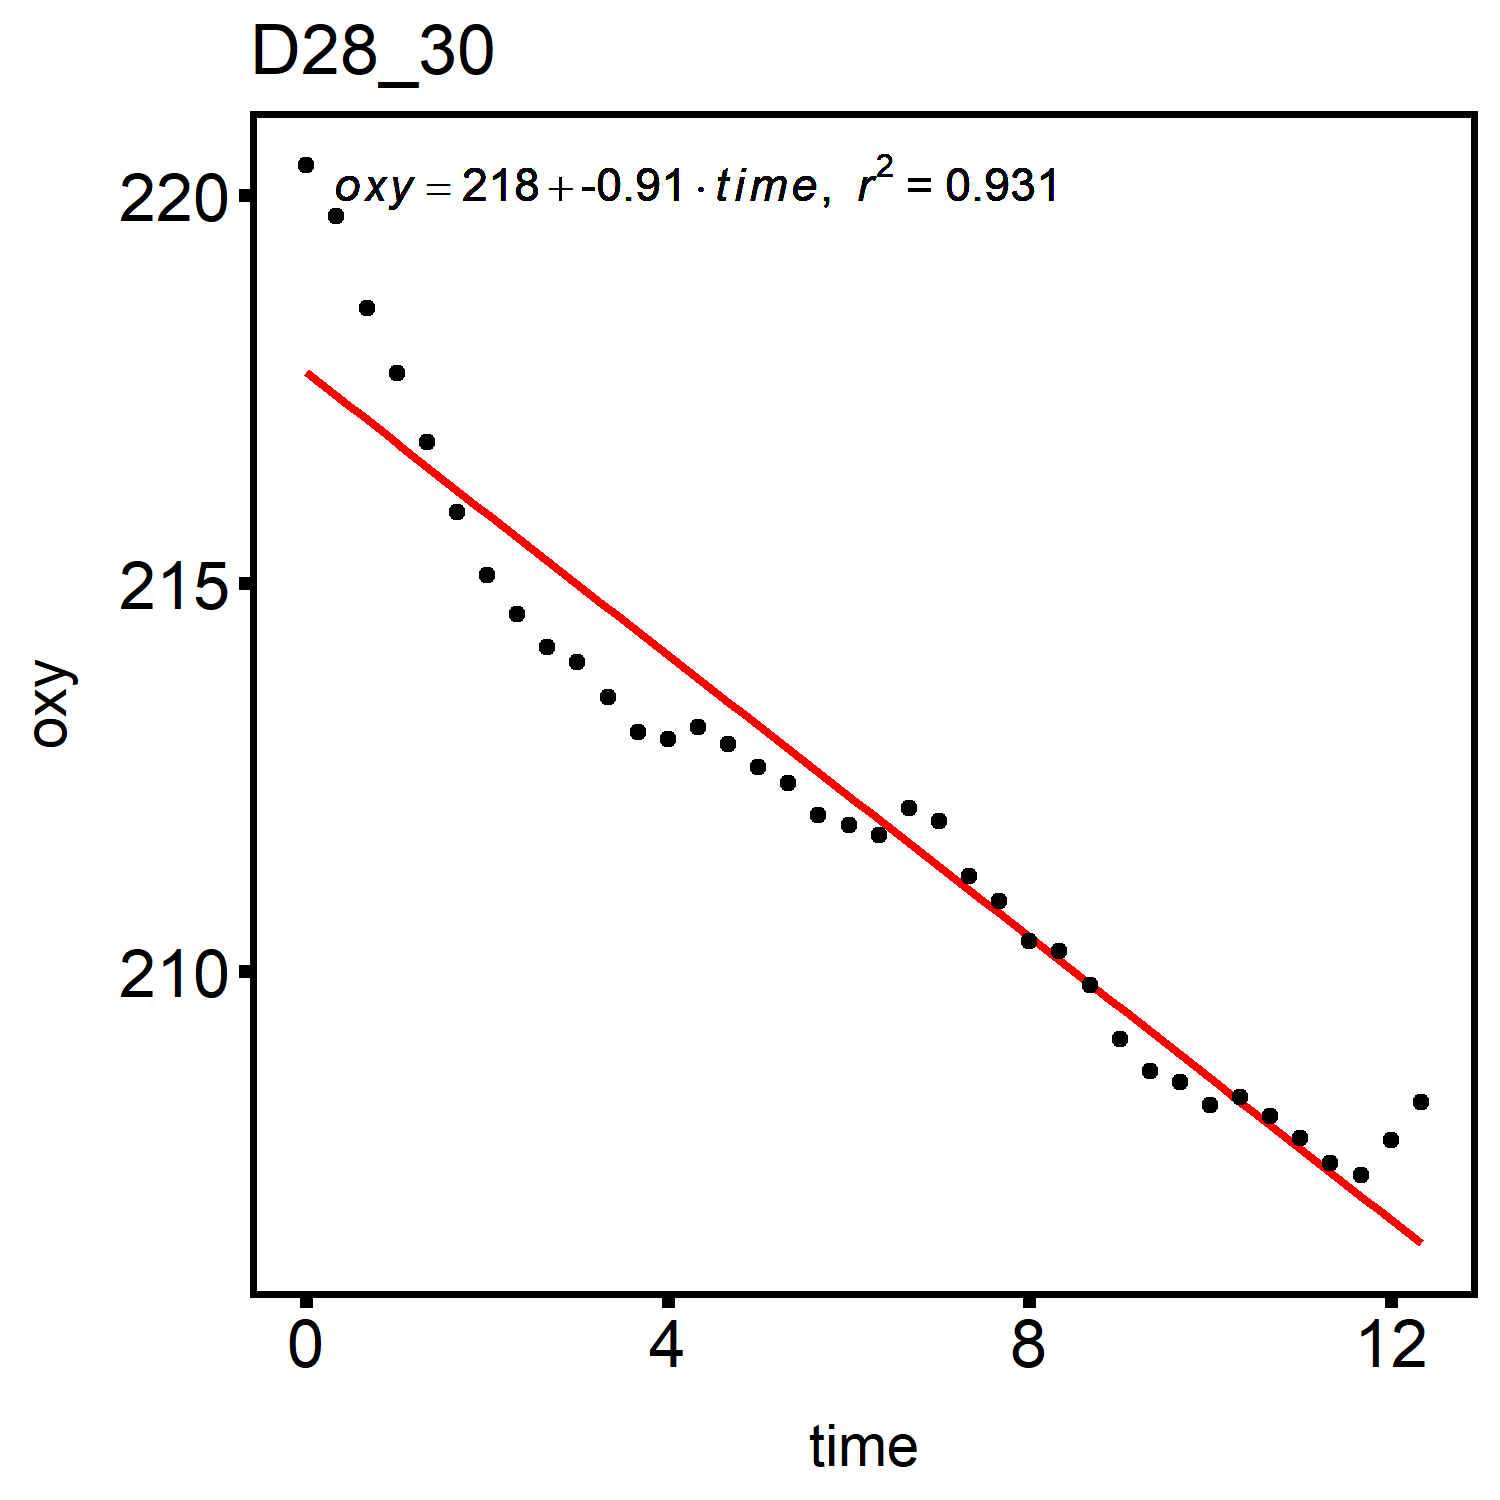 D28_30
oxy = 218 + -0.91 · time, r² = 0.931
220
215
210
oxy
0 4 8 12
time